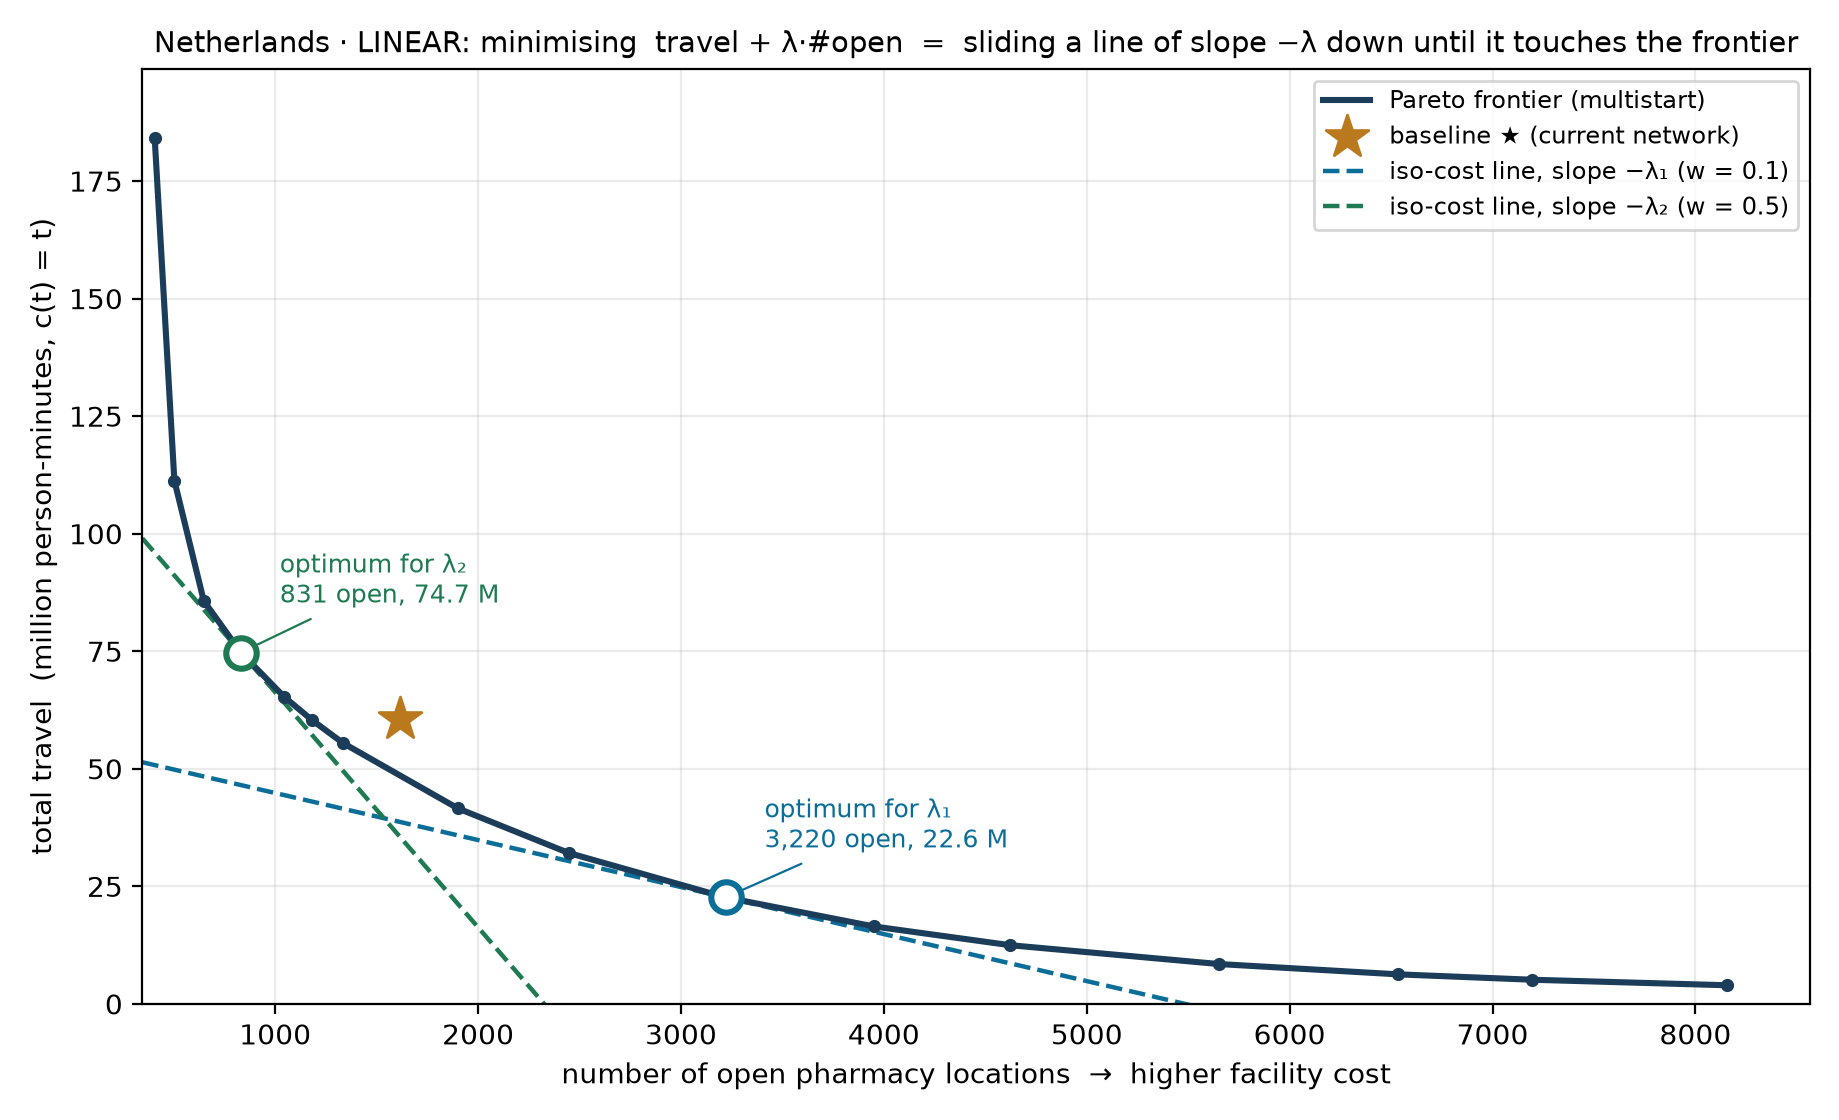 Netherlands · LINEAR: minimising  travel + λ·#open  =  sliding a line of slope −λ down until it touches the frontier
Pareto frontier (multistart)
baseline ★ (current network)
iso-cost line, slope −λ₁ (w = 0.1)
iso-cost line, slope −λ₂ (w = 0.5)
total travel  (million person-minutes, c(t) = t)
175
150
125
100
75
50
25
0
optimum for λ₂
831 open, 74.7 M
optimum for λ₁
3,220 open, 22.6 M
1000 2000 3000 4000 5000 6000 7000 8000
number of open pharmacy locations  →  higher facility cost